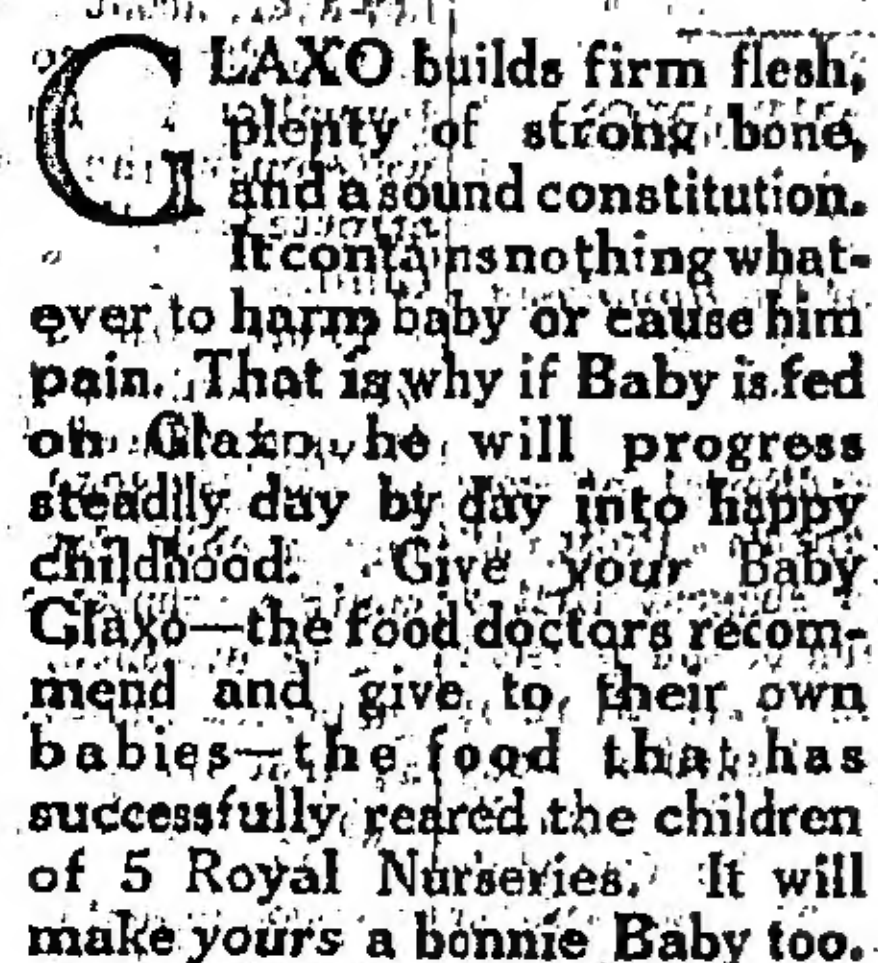 GLAXO builds firm flesh,
plenty of strong bone,
and a sound constitution.
It contains nothing what-
ever to harm baby or cause him
pain. That is why if Baby is fed
on Glaxo, he will progress
steadily day by day into happy
childhood. Give your Baby
Glaxo—the food doctors recom-
mend and give to their own
babies—the food that has
successfully reared the children
of 5 Royal Nurseries. It will
make yours a bonnie Baby too.